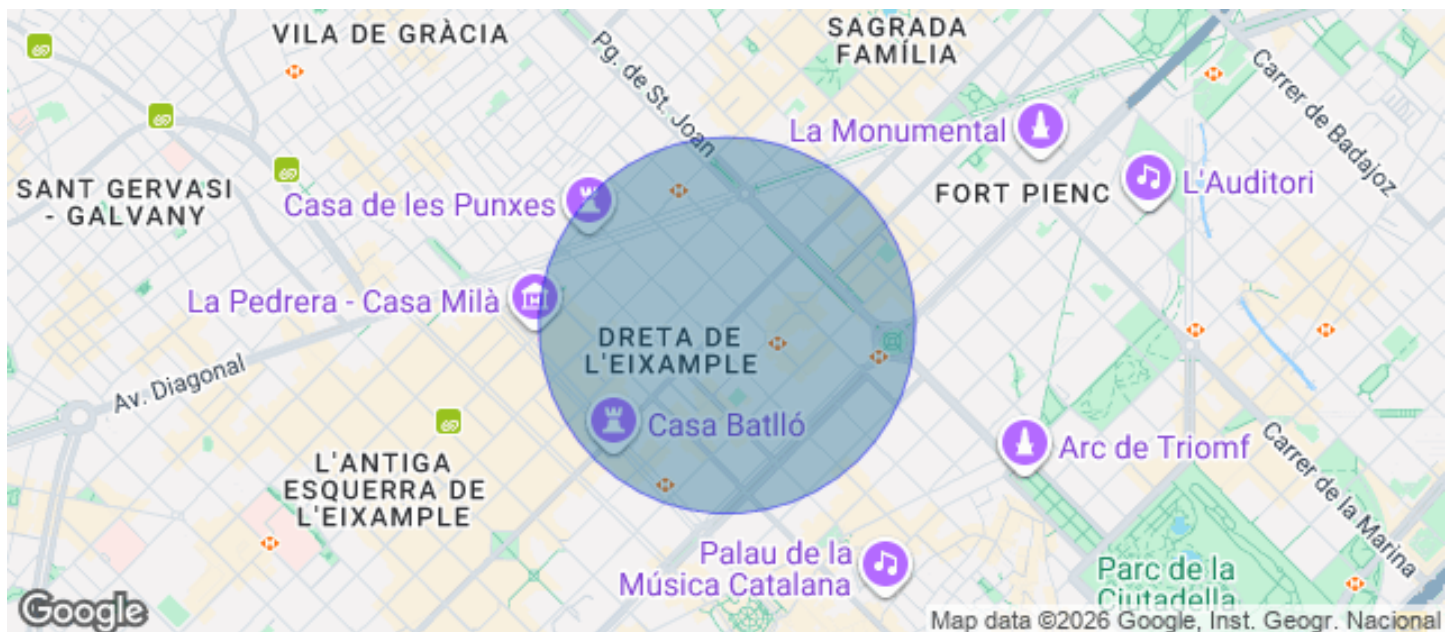 VILA DE GRÀCIA
SAGRADA
FAMÍLIA
Pg. de St. Joan
Carrer de Badajoz
La Monumental
SANT GERVASI
- GALVANY
Casa de les Punxes
FORT PIENC
L'Auditori
La Pedrera - Casa Milà
DRETA DE
L'EIXAMPLE
Av. Diagonal
Casa Batlló
Arc de Triomf
L'ANTIGA
ESQUERRA DE
L'EIXAMPLE
Carrer de la Marina
Palau de la
Música Catalana
Parc de la
Ciutadella
Google
Map data ©2026 Google, Inst. Geogr. Nacional